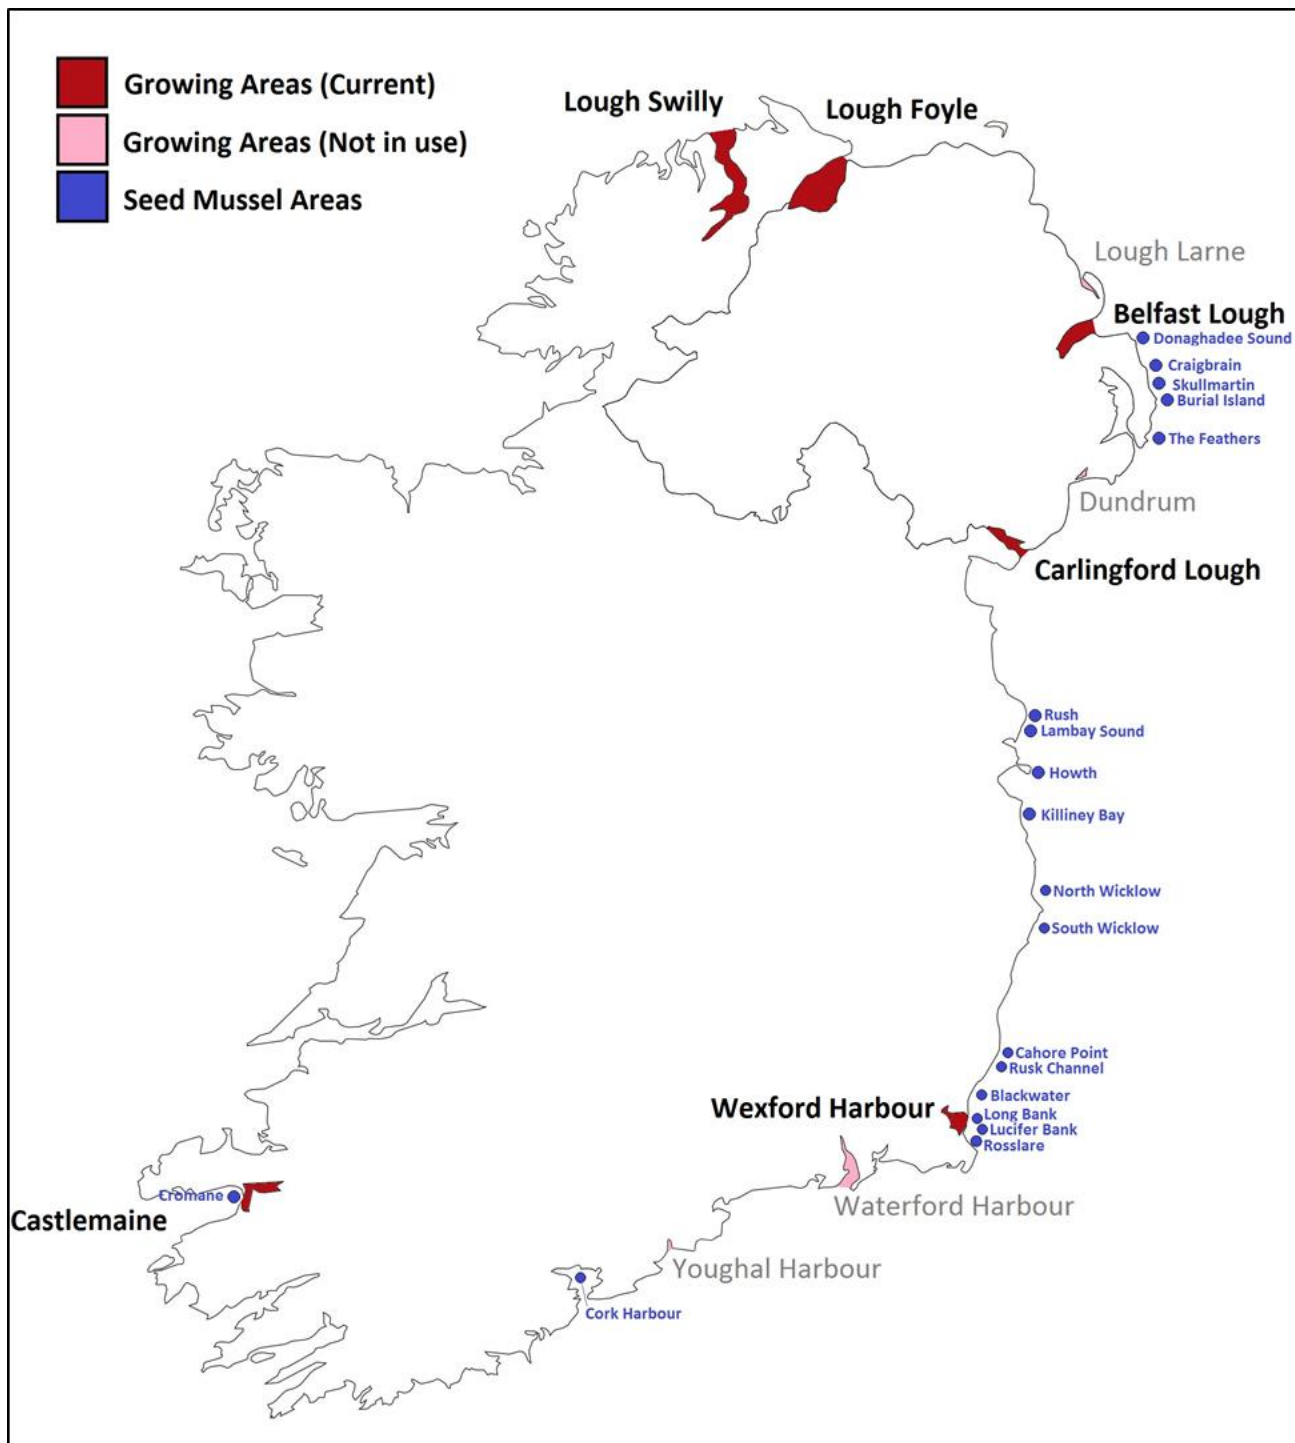 Growing Areas (Current)
Growing Areas (Not in use)
Seed Mussel Areas
Lough Swilly
Lough Foyle
Lough Larne
Belfast Lough
Donaghadee Sound
Craigbrain
Skullmartin
Burial Island
The Feathers
Dundrum
Carlingford Lough
Rush
Lambay Sound
Howth
Killiney Bay
North Wicklow
South Wicklow
Cahore Point
Rusk Channel
Blackwater
Wexford Harbour
Long Bank
Lucifer Bank
Rosslare
Cromane
Castlemaine
Waterford Harbour
Youghal Harbour
Cork Harbour